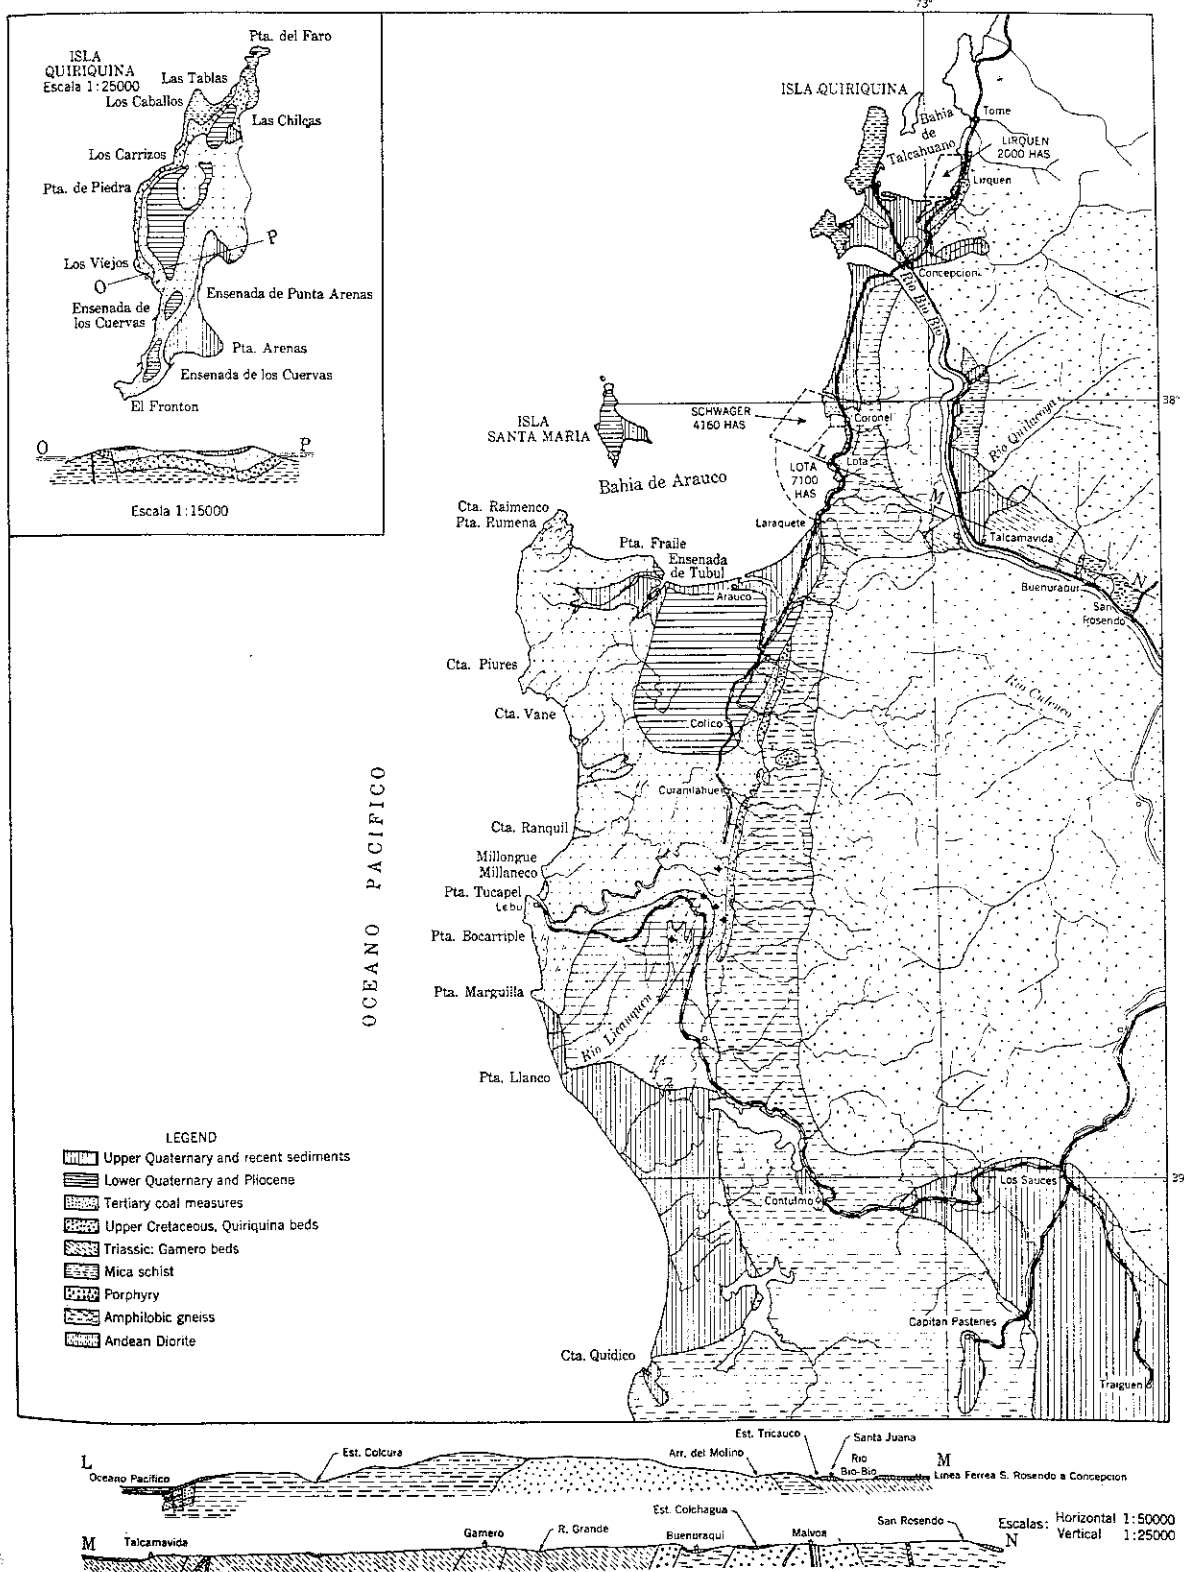 73°
ISLA
QUIRIQUINA
Escala 1:25000
Pta. del Faro
Las Tablas
Los Caballos
Las Chilcas
Los Carrizos
Pta. de Piedra
P
Los Viejos
O
Ensenada de Punta Arenas
Ensenada de
los Cuervas
Pta. Arenas
Ensenada de los Cuervas
El Fronton
O
P
Escala 1:15000
ISLA QUIRIQUINA
Bahia
de
Talcahuano
Tome
LIRQUEN
2000 HAS
Lirquen
Concepcion
Rio Bio Bio
38°
SCHWAGER
4160 HAS
Coronel
ISLA
SANTA MARIA
L
Lota
LOTA
7100
HAS
Rio Quilacoya
Bahia de Arauco
M
Cta. Raimenco
Pta. Rumena
Laraquete
Talcamavida
Pta. Fraile
Ensenada
de Tubul
Arauco
Buenuraqui
N
San
Rosendo
Cta. Piures
Cta. Vane
Colico
OCEANO PACIFICO
Curanilahue
Cta. Ranquil
Millongue
Millaneco
Pta. Tucapel
Lebu
Pta. Bocarriple
Pta. Marguilla
Rio Licauquen
Pta. Llanco
LEGEND
Upper Quaternary and recent sediments
Lower Quaternary and Pliocene
Tertiary coal measures
Upper Cretaceous, Quiriquina beds
Triassic: Gamero beds
Mica schist
Porphyry
Amphilobic gneiss
Andean Diorite
39°
Los Sauces
Contulmo
Capitan Pastenes
Cta. Quidico
Traiguen
L
Oceano Pacifico
Est. Colcura
Arr. del Molino
Est. Tricauco
Santa Juana
Rio
Bio-Bio
M
Linea Ferrea S. Rosendo a Concepcion
M
Talcamavida
Gamero
R. Grande
Est. Colchagua
Buenuraqui
Malvoa
San Rosendo
N
Escalas: Horizontal 1:50000
Vertical 1:25000